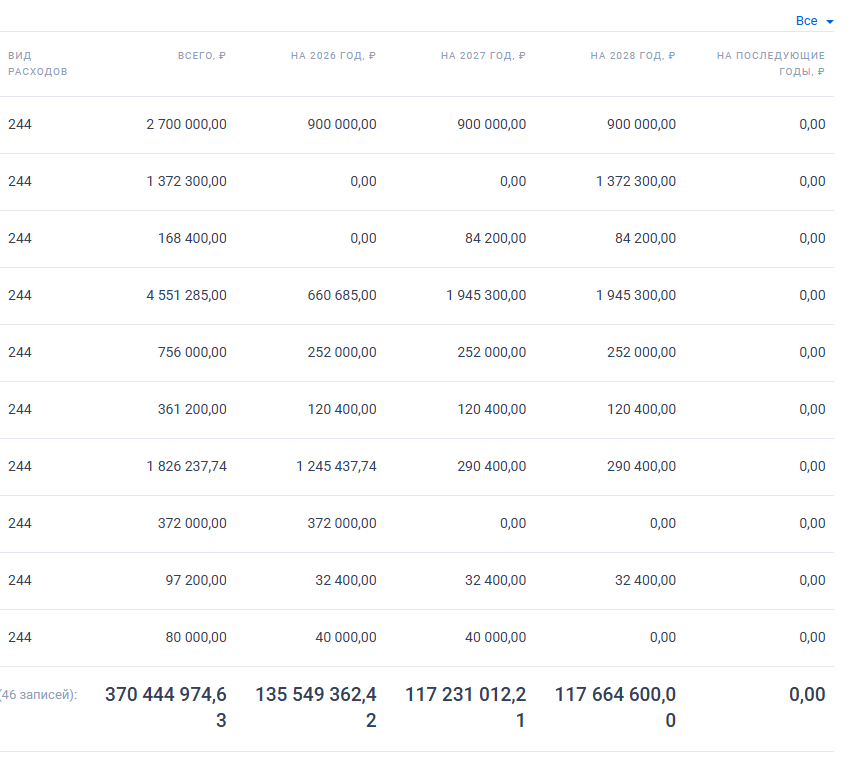 Все
ВИД РАСХОДОВ ВСЕГО, ₽ НА 2026 ГОД, ₽ НА 2027 ГОД, ₽ НА 2028 ГОД, ₽ НА ПОСЛЕДУЮЩИЕ ГОДЫ, ₽
244 2 700 000,00 900 000,00 900 000,00 900 000,00 0,00
244 1 372 300,00 0,00 0,00 1 372 300,00 0,00
244 168 400,00 0,00 84 200,00 84 200,00 0,00
244 4 551 285,00 660 685,00 1 945 300,00 1 945 300,00 0,00
244 756 000,00 252 000,00 252 000,00 252 000,00 0,00
244 361 200,00 120 400,00 120 400,00 120 400,00 0,00
244 1 826 237,74 1 245 437,74 290 400,00 290 400,00 0,00
244 372 000,00 372 000,00 0,00 0,00 0,00
244 97 200,00 32 400,00 32 400,00 32 400,00 0,00
244 80 000,00 40 000,00 40 000,00 0,00 0,00
(46 записей): 370 444 974,63 135 549 362,42 117 231 012,21 117 664 600,00 0,00